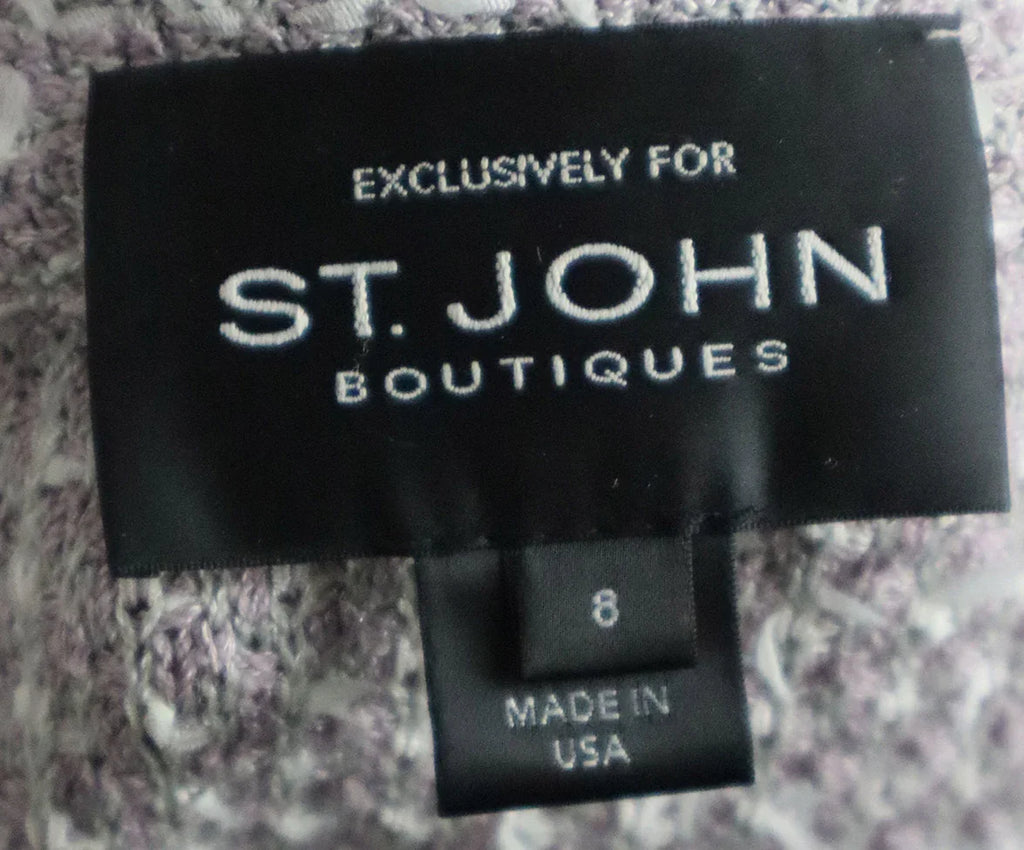 EXCLUSIVELY FOR
ST. JOHN
BOUTIQUES
8
MADE IN
USA